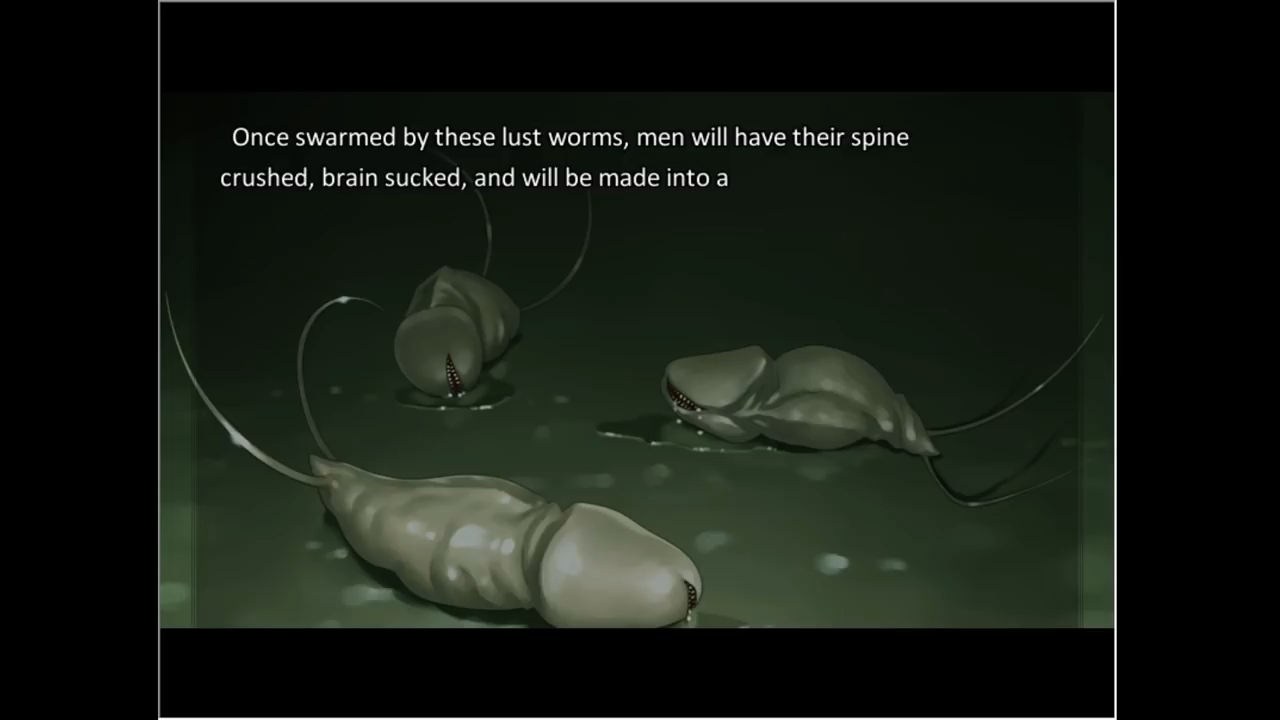 Once swarmed by these lust worms, men will have their spine
crushed, brain sucked, and will be made into a